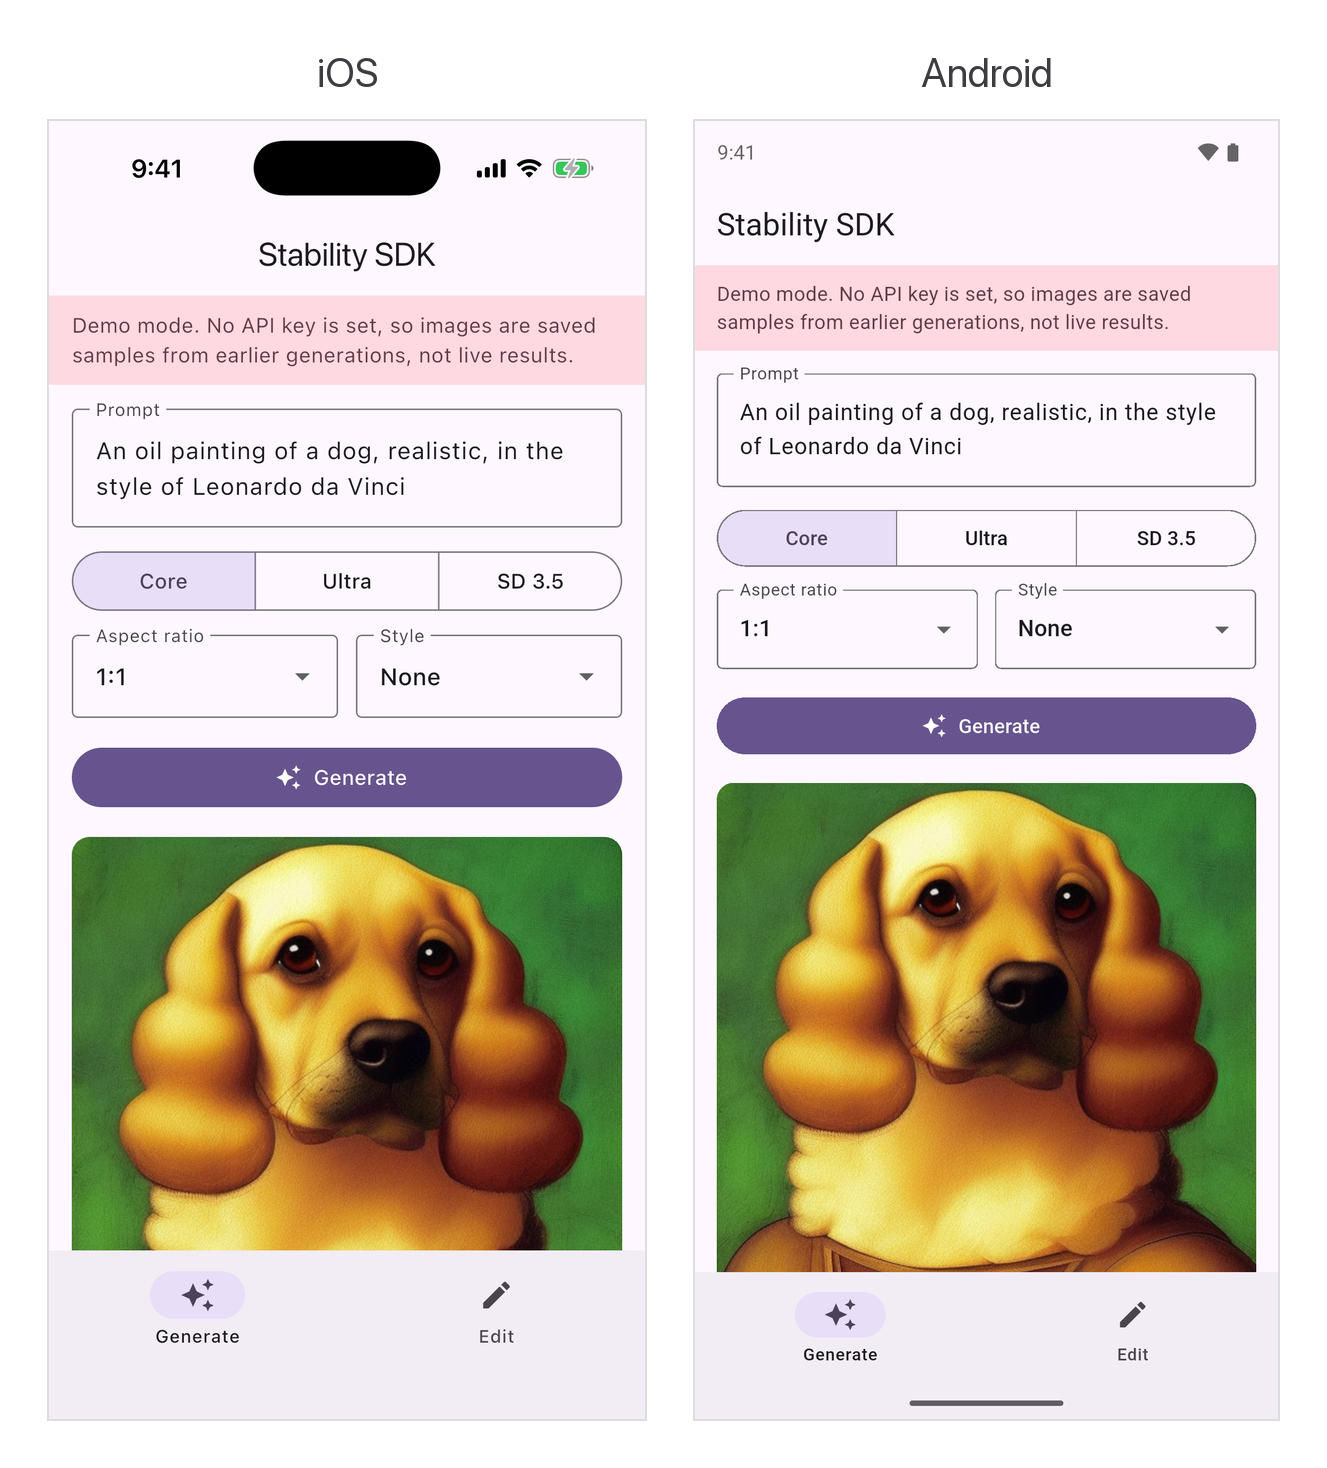 iOS
9:41
Stability SDK
Demo mode. No API key is set, so images are saved
samples from earlier generations, not live results.
Prompt
An oil painting of a dog, realistic, in the
style of Leonardo da Vinci
Core
Ultra
SD 3.5
Aspect ratio
1:1
Style
None
Generate
Generate
Edit
Android
9:41
Stability SDK
Demo mode. No API key is set, so images are saved
samples from earlier generations, not live results.
Prompt
An oil painting of a dog, realistic, in the style
of Leonardo da Vinci
Core
Ultra
SD 3.5
Aspect ratio
1:1
Style
None
Generate
Generate
Edit